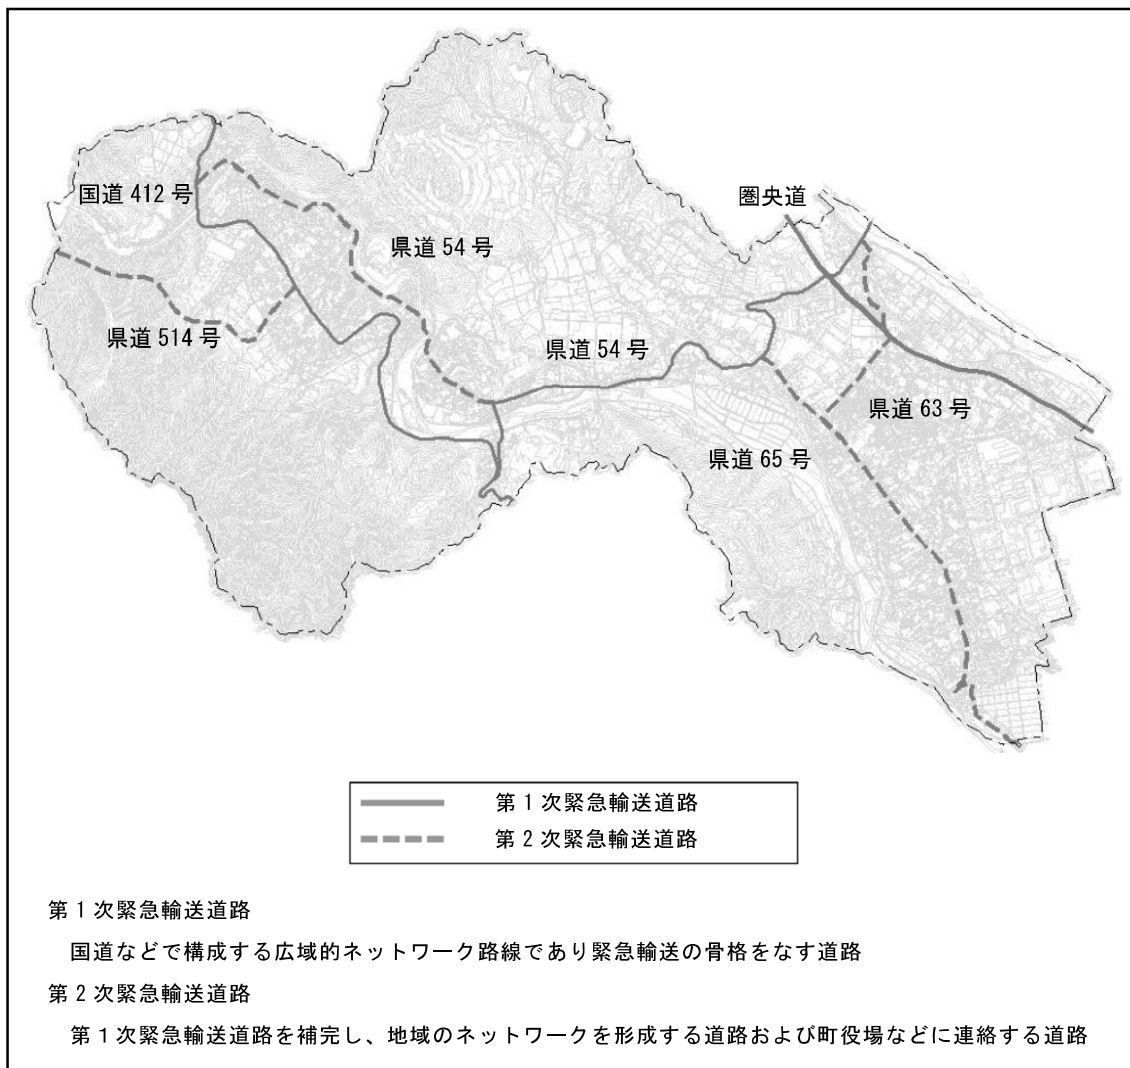 国道 412 号
圏央道
県道 54 号
県道 514 号
県道 54 号
県道 63 号
県道 65 号
第 1 次緊急輸送道路
第 2 次緊急輸送道路
第 1 次緊急輸送道路
国道などで構成する広域的ネットワーク路線であり緊急輸送の骨格をなす道路
第 2 次緊急輸送道路
第 1 次緊急輸送道路を補完し、地域のネットワークを形成する道路および町役場などに連絡する道路